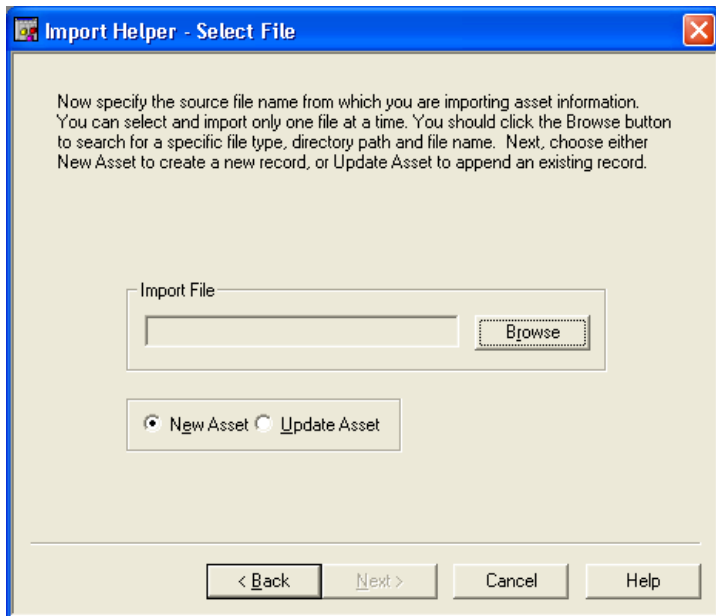 Import Helper - Select File
Now specify the source file name from which you are importing asset information.
You can select and import only one file at a time. You should click the Browse button
to search for a specific file type, directory path and file name.  Next, choose either
New Asset to create a new record, or Update Asset to append an existing record.
Import File
Browse
New Asset Update Asset
< Back Next > Cancel Help